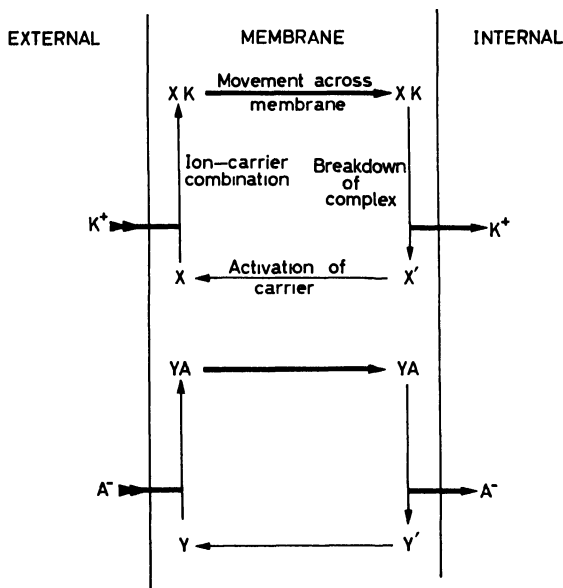 EXTERNAL MEMBRANE INTERNAL
Movement across
XK XK
membrane
Ion—carrier
combination
Breakdown
of
complex
K⁺ K⁺
Activation of
X X′
carrier
YA YA
A⁻ A⁻
Y Y′